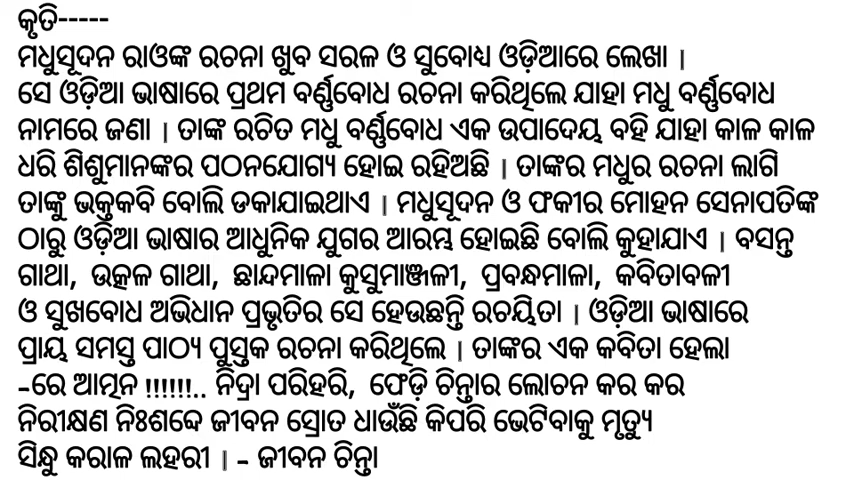 କୃତି-----
ମଧୁସୂଦନ ରାଓଙ୍କ ରଚନା ଖୁବ ସରଳ ଓ ସୁବୋଧ୍ୟ ଓଡ଼ିଆରେ ଲେଖା |
ସେ ଓଡ଼ିଆ ଭାଷାରେ ପ୍ରଥମ ବର୍ଣ୍ଣବୋଧ ରଚନା କରିଥିଲେ ଯାହା ମଧୁ ବର୍ଣ୍ଣବୋଧ
ନାମରେ ଜଣା | ତାଙ୍କ ରଚିତ ମଧୁ ବର୍ଣ୍ଣବୋଧ ଏକ ଉପାଦେୟ ବହି ଯାହା କାଳ କାଳ
ଧରି ଶିଶୁମାନଙ୍କର ପଠନଯୋଗ୍ୟ ହୋଇ ରହିଅଛି | ତାଙ୍କର ମଧୁର ରଚନା ଲାଗି
ତାଙ୍କୁ ଭକ୍ତକବି ବୋଲି ଡକାଯାଇଥାଏ | ମଧୁସୂଦନ ଓ ଫକୀର ମୋହନ ସେନାପତିଙ୍କ
ଠାରୁ ଓଡ଼ିଆ ଭାଷାର ଆଧୁନିକ ଯୁଗର ଆରମ୍ଭ ହୋଇଛି ବୋଲି କୁହାଯାଏ | ବସନ୍ତ
ଗାଥା, ଉତ୍କଳ ଗାଥା, ଛାନ୍ଦମାଳା କୁସୁମାଞ୍ଜଳୀ, ପ୍ରବନ୍ଧମାଳା, କବିତାବଳୀ
ଓ ସୁଖବୋଧ ଅଭିଧାନ ପ୍ରଭୃତିର ସେ ହେଉଛନ୍ତି ରଚୟିତା | ଓଡ଼ିଆ ଭାଷାରେ
ପ୍ରାୟ ସମସ୍ତ ପାଠ୍ୟ ପୁସ୍ତକ ରଚନା କରିଥିଲେ | ତାଙ୍କର ଏକ କବିତା ହେଲା
-ରେ ଆତ୍ମନ !!!!!!.. ନିଦ୍ରା ପରିହରି, ଫେଡ଼ି ଚିନ୍ତାର ଲୋଚନ କର କର
ନିରୀକ୍ଷଣ ନିଃଶବ୍ଦେ ଜୀବନ ସ୍ରୋତ ଧାଉଁଛି କିପରି ଭେଟିବାକୁ ମୃତ୍ୟୁ
ସିନ୍ଧୁ କରାଳ ଲହରୀ | - ଜୀବନ ଚିନ୍ତା